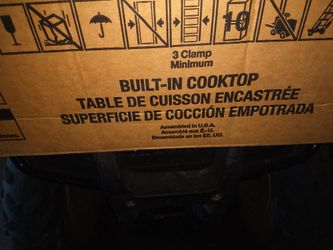 3 Clamp
Minimum
BUILT-IN COOKTOP
TABLE DE CUISSON ENCASTRÉE
SUPERFICIE DE COCCIÓN EMPOTRADA
Assembled in U.S.A.
Assemblé aux É.-U.
Ensamblado en los EE. UU.